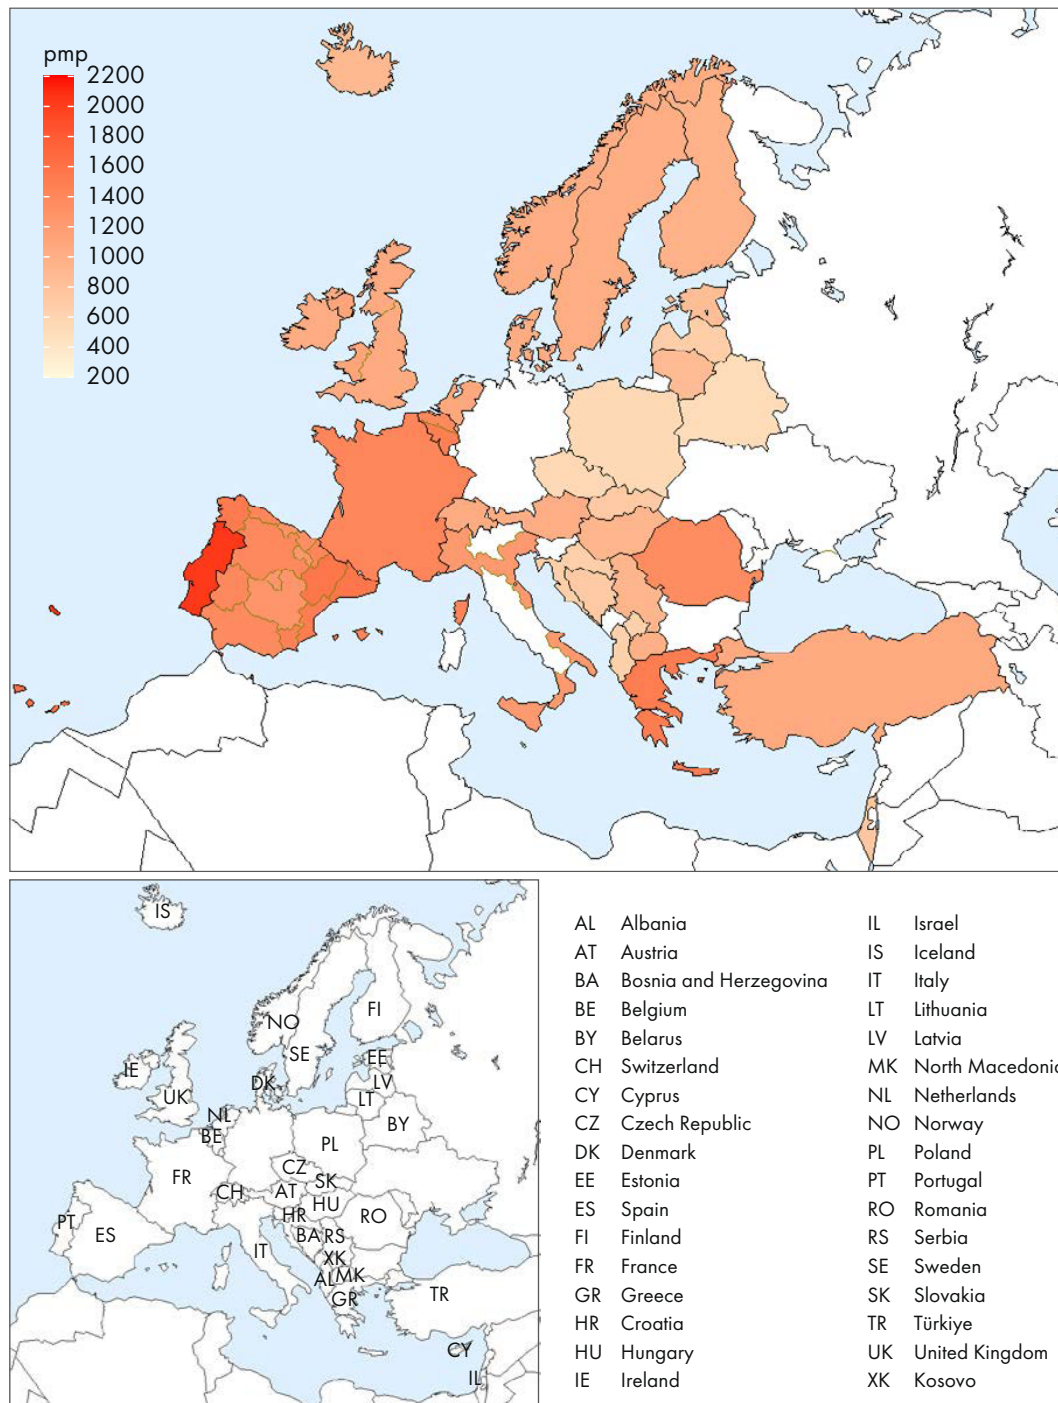 pmp
2200
2000
1800
1600
1400
1200
1000
800
600
400
200
IS
NO
FI
SE
EE
IE
DK
LV
UK
LT
NL
BY
BE
PL
FR
CZ
SK
CH
AT
HU
PT
HR
RO
ES
BA
RS
IT
XK
AL
MK
TR
GR
CY
IL
AL Albania
AT Austria
BA Bosnia and Herzegovina
BE Belgium
BY Belarus
CH Switzerland
CY Cyprus
CZ Czech Republic
DK Denmark
EE Estonia
ES Spain
FI Finland
FR France
GR Greece
HR Croatia
HU Hungary
IE Ireland
IL Israel
IS Iceland
IT Italy
LT Lithuania
LV Latvia
MK North Macedonia
NL Netherlands
NO Norway
PL Poland
PT Portugal
RO Romania
RS Serbia
SE Sweden
SK Slovakia
TR Türkiye
UK United Kingdom
XK Kosovo